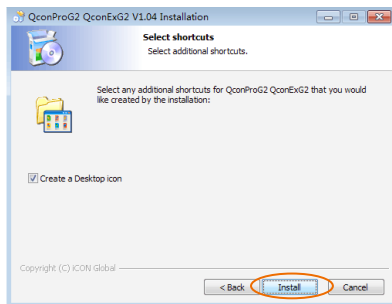 QconProG2 QconExG2 V1.04 Installation
Select shortcuts
Select additional shortcuts.
Select any additional shortcuts for QconProG2 QconExG2 that you would
like created by the installation:
Create a Desktop icon
Copyright (C) iCON Global
< Back
Install
Cancel